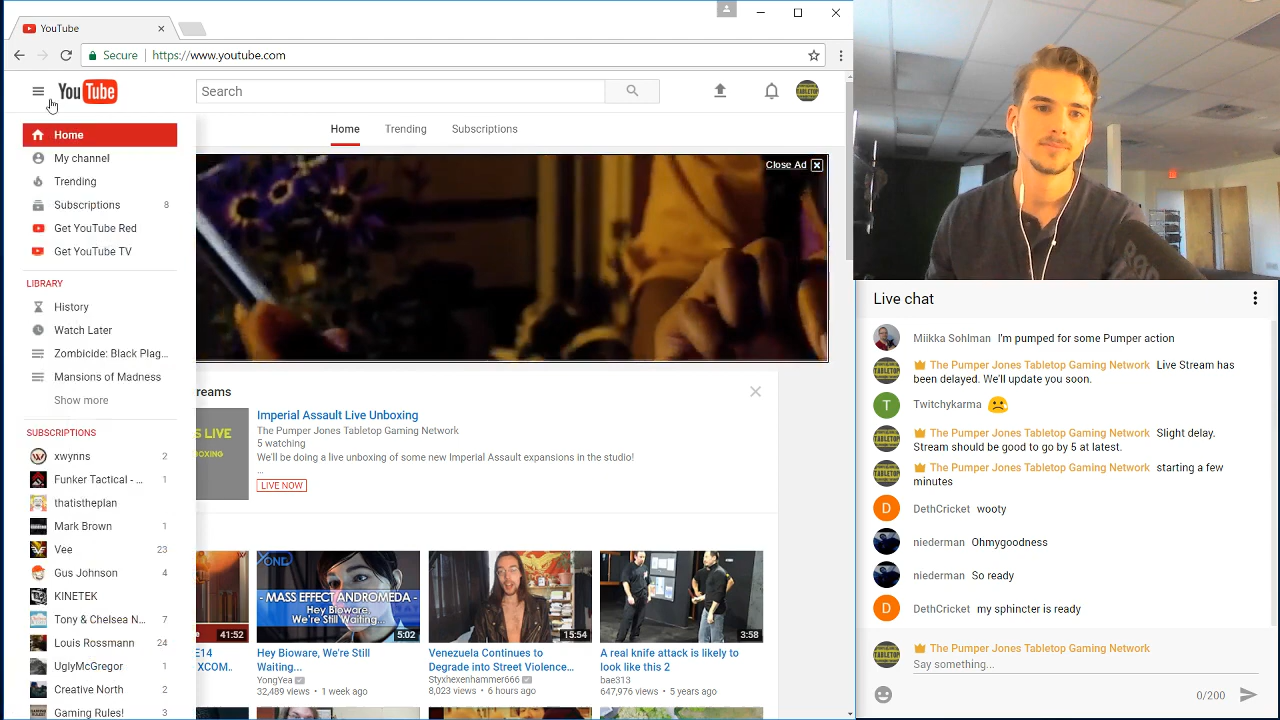 YouTube
Secure
https://www.youtube.com
YouTube
Search
Home
Trending
Subscriptions
Home
My channel
Trending
Subscriptions 8
Get YouTube Red
Get YouTube TV
LIBRARY
History
Watch Later
Zombicide: Black Plag...
Mansions of Madness
Show more
SUBSCRIPTIONS
xwynns 2
Funker Tactical - ... 1
thatistheplan
Mark Brown 1
Vee 23
Gus Johnson 4
KINETEK
Tony & Chelsea N... 7
Louis Rossmann 24
UglyMcGregor 1
Creative North 2
Gaming Rules! 2
Close Ad
reams
S LIVE
BOXING
Imperial Assault Live Unboxing
The Pumper Jones Tabletop Gaming Network
5 watching
We'll be doing a live unboxing of some new Imperial Assault expansions in the studio!
...
LIVE NOW
41:52
E14
XCOM..
- MASS EFFECT ANDROMEDA -
Hey Bioware,
We're Still Waiting...
5:02
Hey Bioware, We're Still
Waiting...
YongYea
32,489 views • 1 week ago
15:54
Venezuela Continues to
Degrade into Street Violence...
Styxhexenhammer666
8,023 views • 6 hours ago
3:58
A real knife attack is likely to
look like this 2
bae313
647,976 views • 5 years ago
Live chat
Miikka Sohlman I'm pumped for some Pumper action
The Pumper Jones Tabletop Gaming Network Live Stream has
been delayed. We'll update you soon.
T
Twitchykarma
The Pumper Jones Tabletop Gaming Network Slight delay.
Stream should be good to go by 5 at latest.
The Pumper Jones Tabletop Gaming Network starting a few
minutes
D
DethCricket wooty
niederman Ohmygoodness
niederman So ready
D
DethCricket my sphincter is ready
The Pumper Jones Tabletop Gaming Network
Say something...
0/200